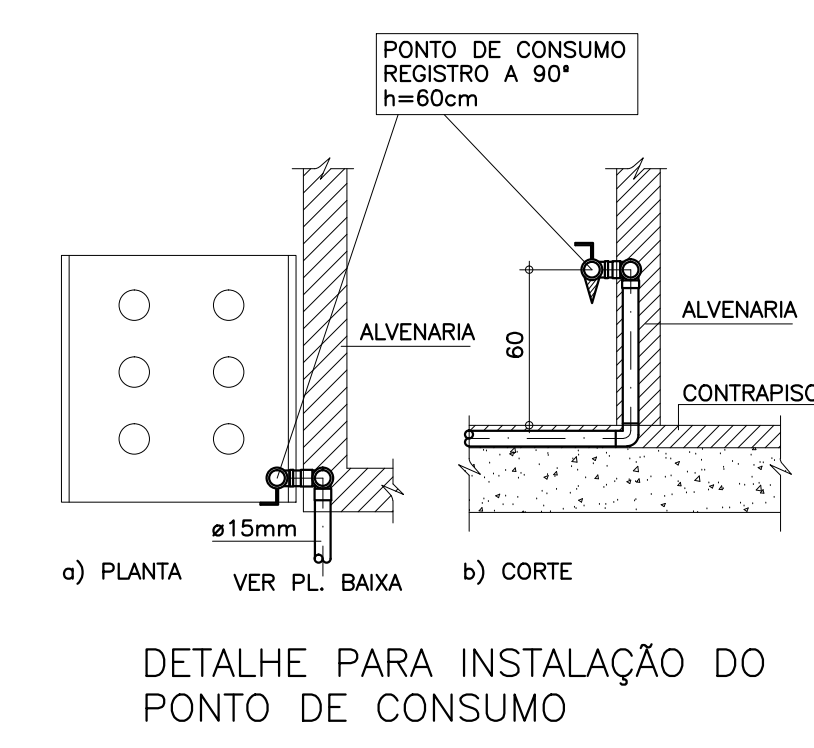 PONTO DE CONSUMO
REGISTRO A 90ª
h=60cm
ALVENARIA
ALVENARIA
60
CONTRAPISO
ø15mm
a) PLANTA
VER PL. BAIXA
b) CORTE
DETALHE PARA INSTALAÇÃO DO
PONTO DE CONSUMO